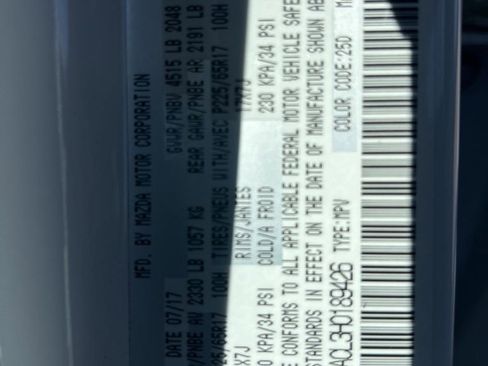 MFD. BY MAZDA MOTOR CORPORATION
DATE 07/17 GVWR/PNBV 4515 LB 2048
/PNBE AV 2330 LB 1057 KG REAR GAWR/PNBE AR 2191 LB
25/65R17 100H TIRES/PNEUS WITH/AVEC P225/65R17 100H
X7J RIMS/JANTES 17X7J
0 KPA/34 PSI COLD/A FROID 230 KPA/34 PSI
E CONFORMS TO ALL APPLICABLE FEDERAL MOTOR VEHICLE SAFE
STANDARDS IN EFFECT ON THE DATE OF MANUFACTURE SHOWN AB
ACL3H0189426 TYPE:MPV COLOR CODE:25D